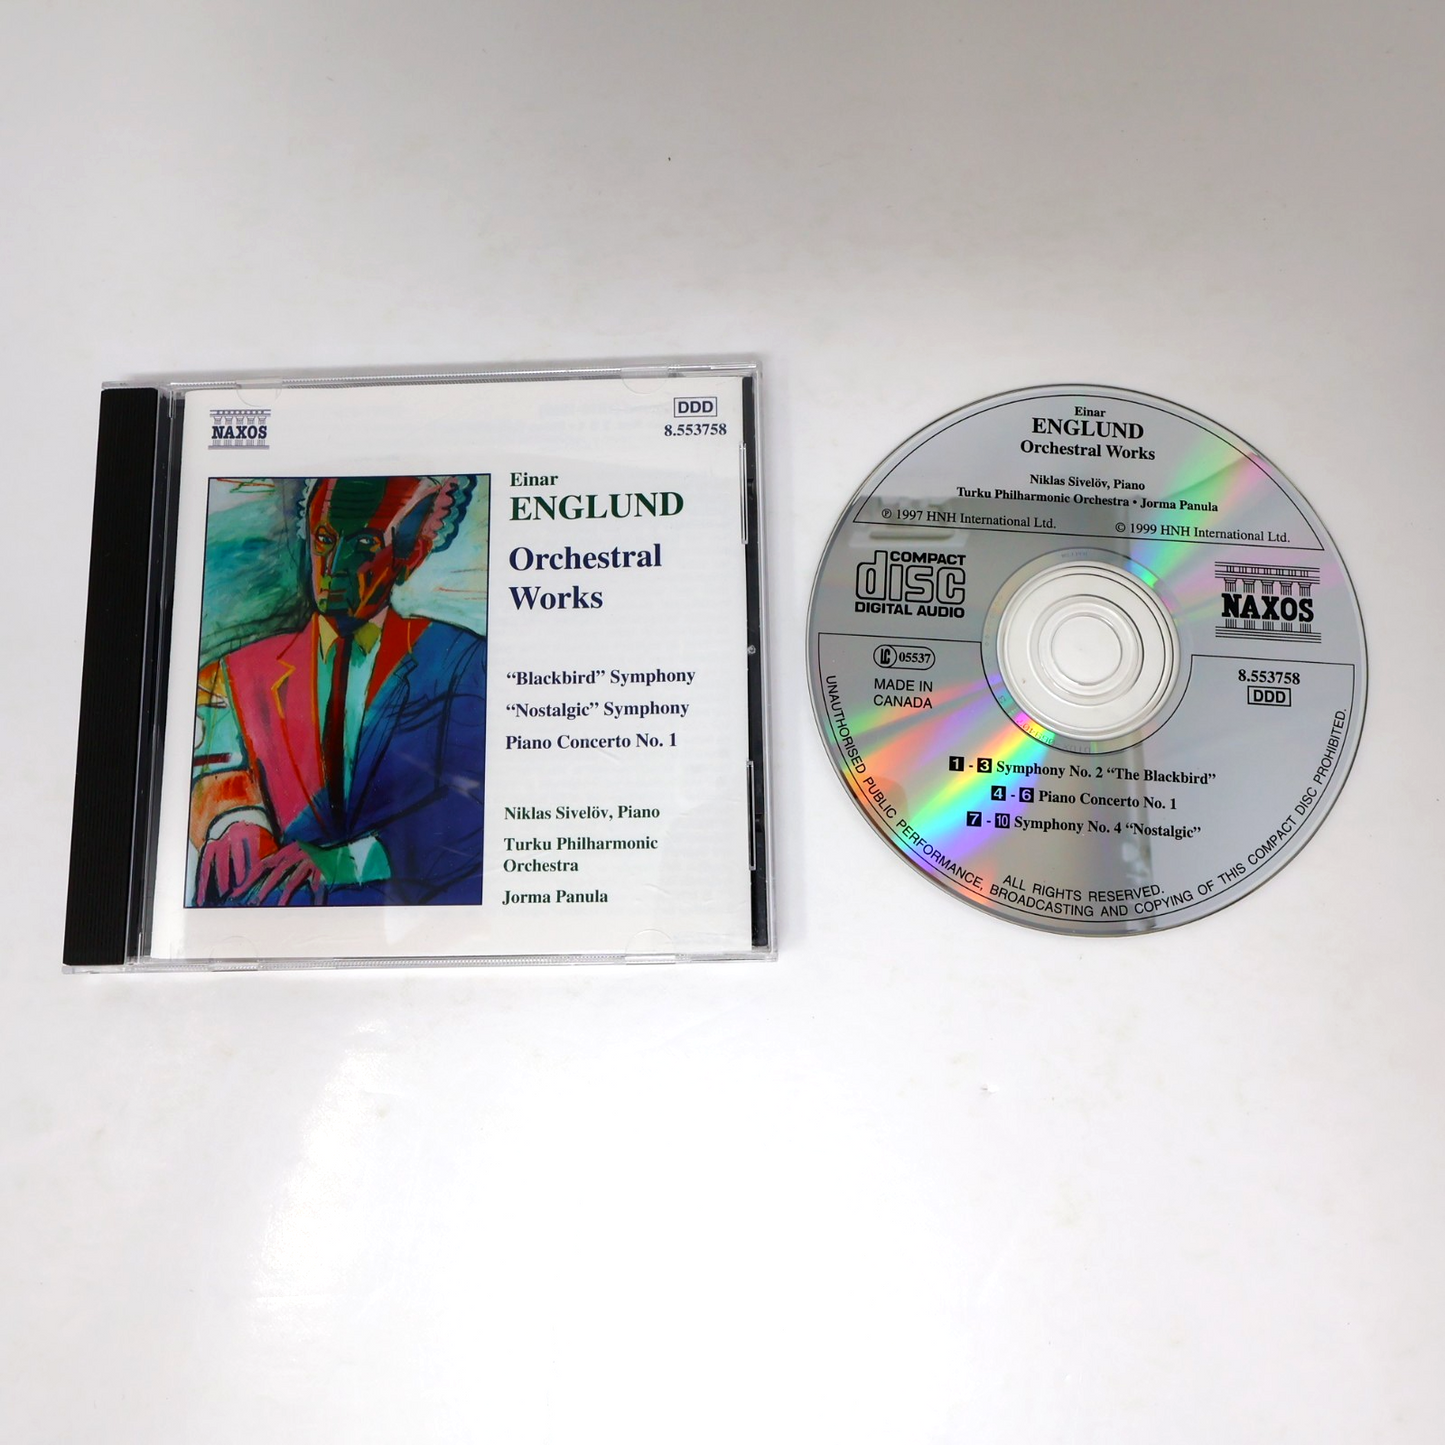 NAXOS
DDD
8.553758
Einar
ENGLUND
Orchestral
Works
“Blackbird” Symphony
“Nostalgic” Symphony
Piano Concerto No. 1
Niklas Sivelöv, Piano
Turku Philharmonic
Orchestra
Jorma Panula
Einar
ENGLUND
Orchestral Works
Niklas Sivelöv, Piano
Turku Philharmonic Orchestra • Jorma Panula
℗ 1997 HNH International Ltd.
© 1999 HNH International Ltd.
COMPACT
disc
DIGITAL AUDIO
NAXOS
LC 05537
MADE IN
CANADA
8.553758
DDD
1 - 3 Symphony No. 2 “The Blackbird”
4 - 6 Piano Concerto No. 1
7 - 10 Symphony No. 4 “Nostalgic”
ALL RIGHTS RESERVED.
UNAUTHORISED PUBLIC PERFORMANCE, BROADCASTING AND COPYING OF THIS COMPACT DISC PROHIBITED.